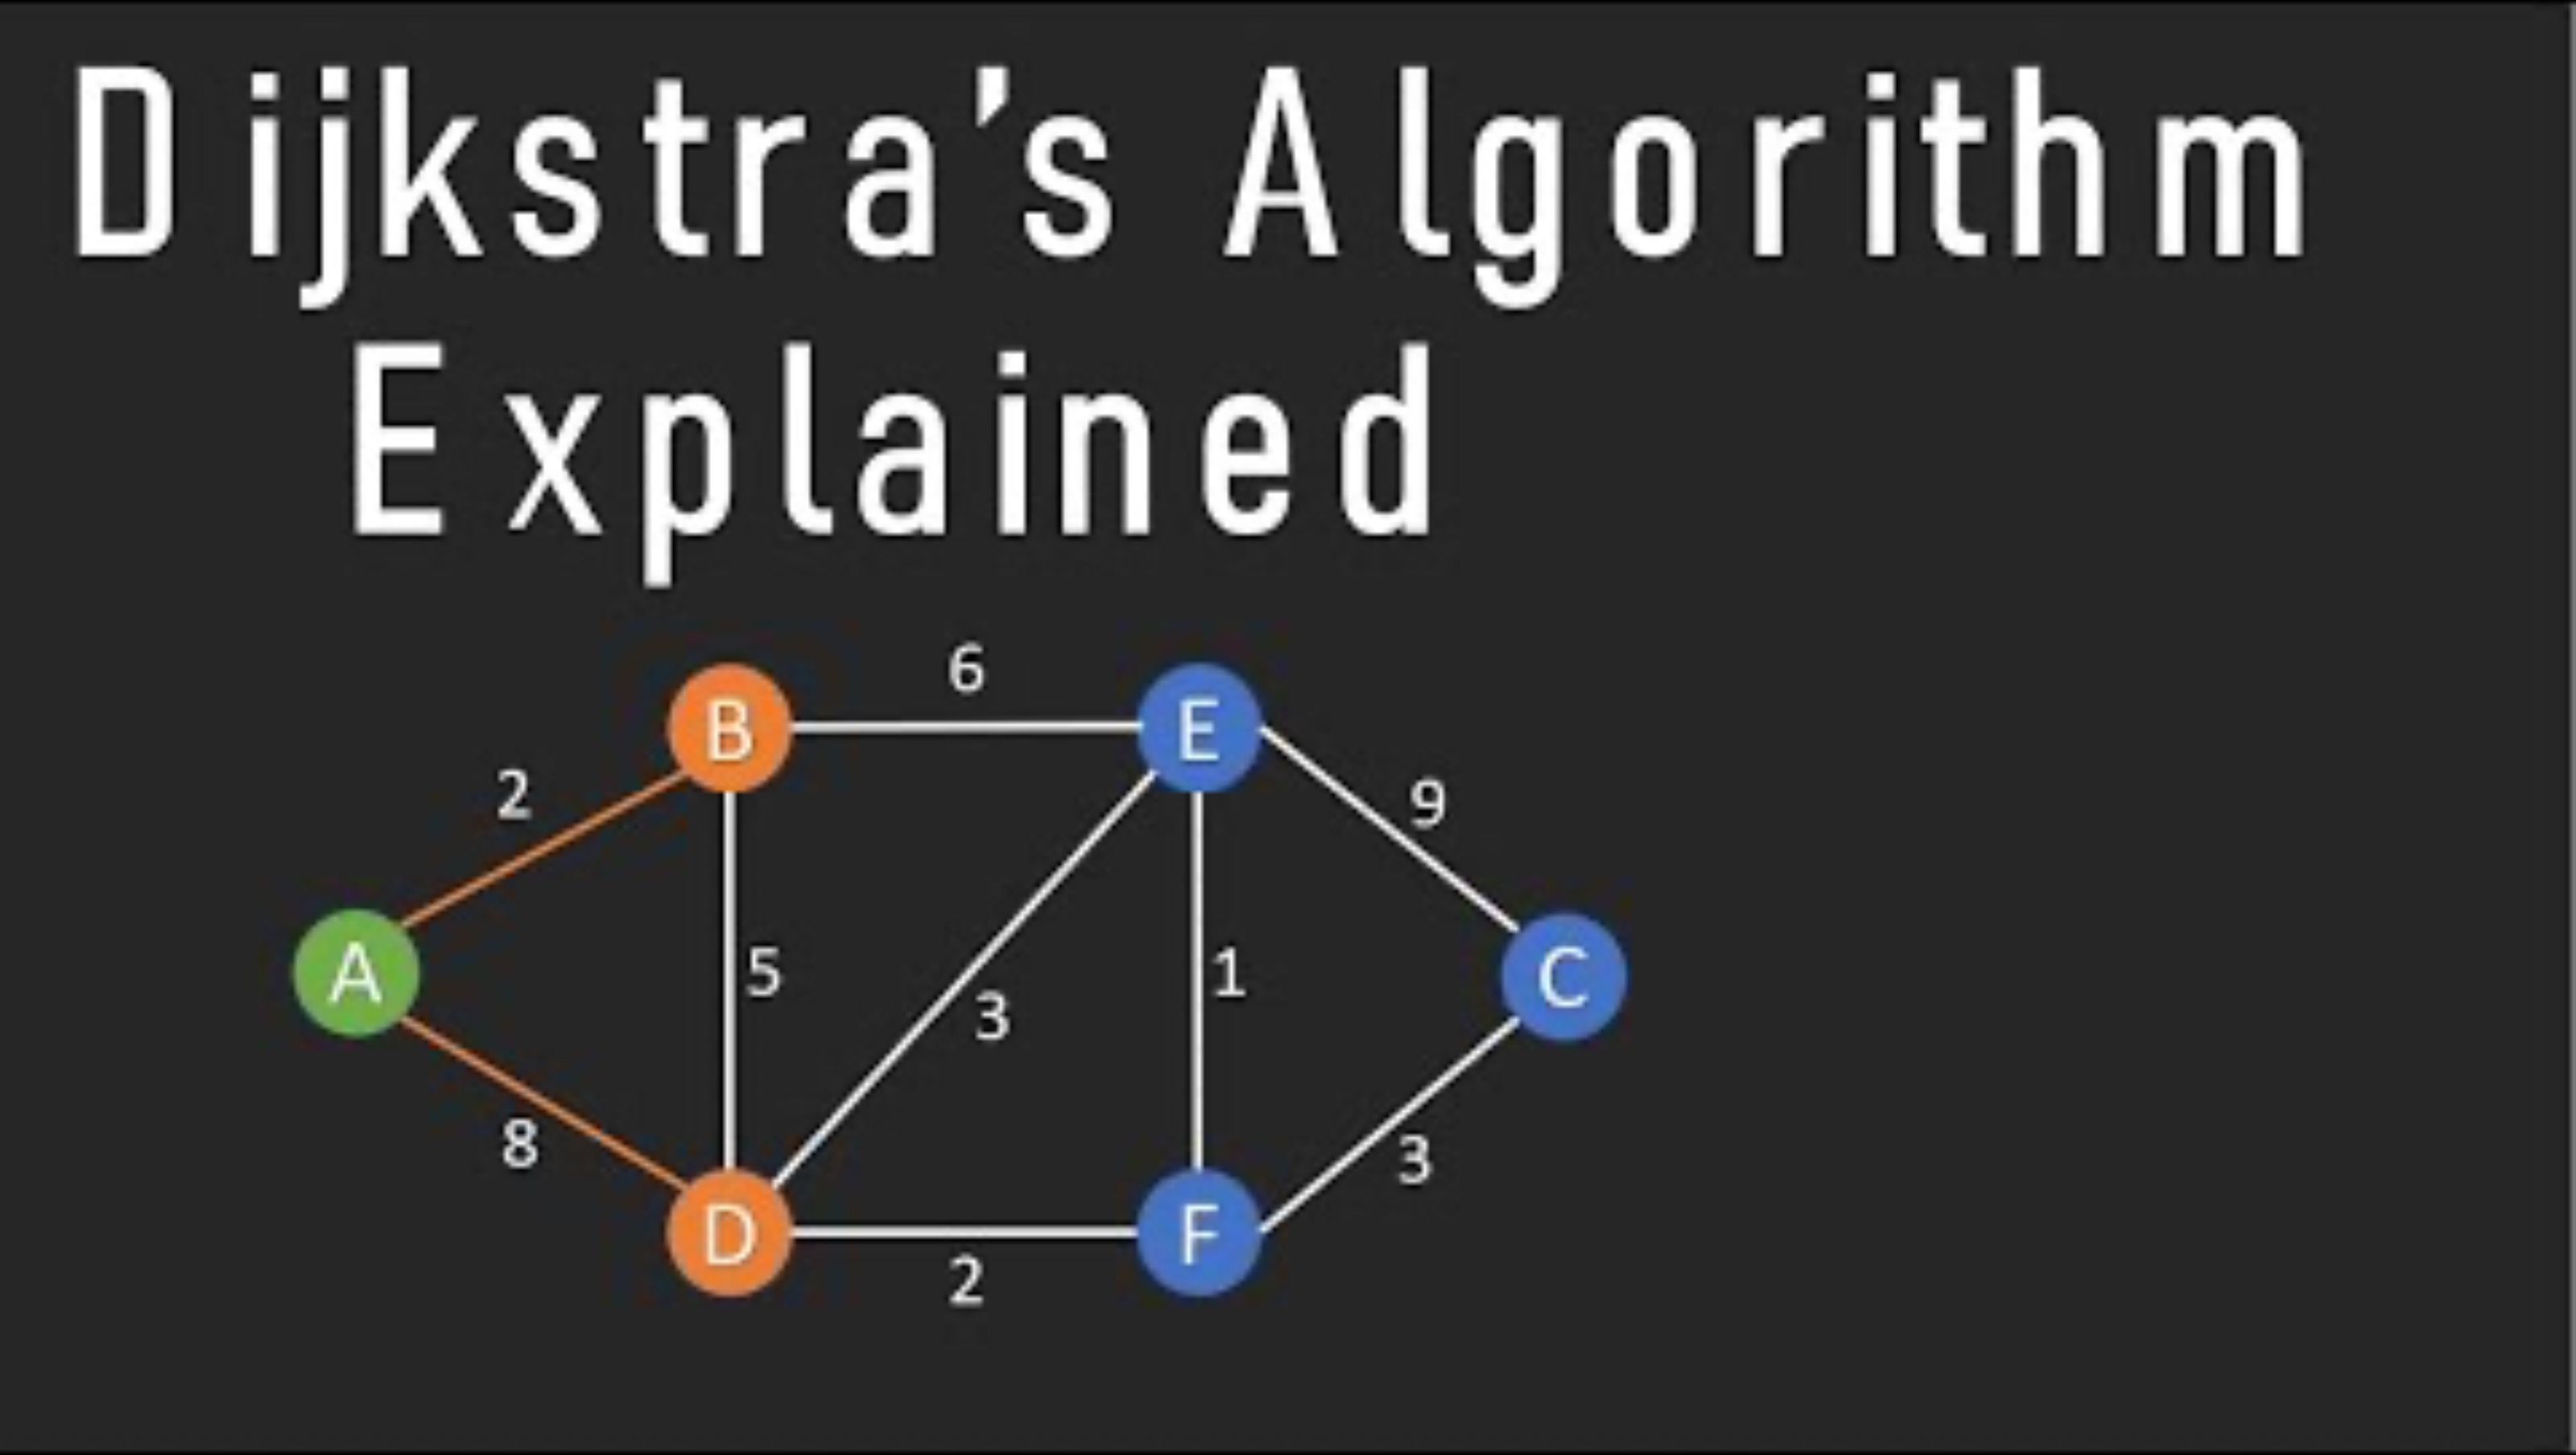 Dijkstra’s Algorithm
Explained
B 6 E
2 9
A 5 3 1 C
8 3
D 2 F